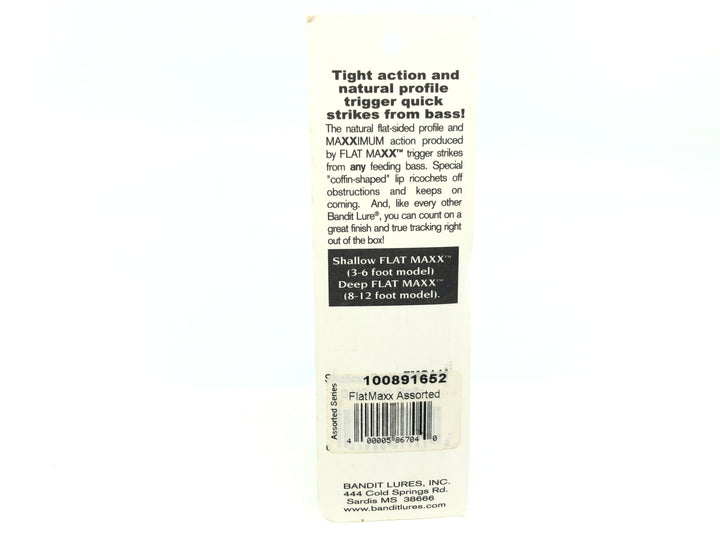 Tight action and
natural profile
trigger quick
strikes from bass!
The natural flat-sided profile and
MAXXIMUM action produced
by FLAT MAXX™ trigger strikes
from any feeding bass. Special
"coffin-shaped" lip ricochets off
obstructions and keeps on
coming. And, like every other
Bandit Lure®, you can count on a
great finish and true tracking right
out of the box!
Shallow FLAT MAXX™
(3-6 foot model)
Deep FLAT MAXX™
(8-12 foot model).
100891652
FlatMaxx Assorted
Assorted Series
4 00005 86704 0
BANDIT LURES, INC.
444 Cold Springs Rd.
Sardis MS 38666
www.banditlures.com